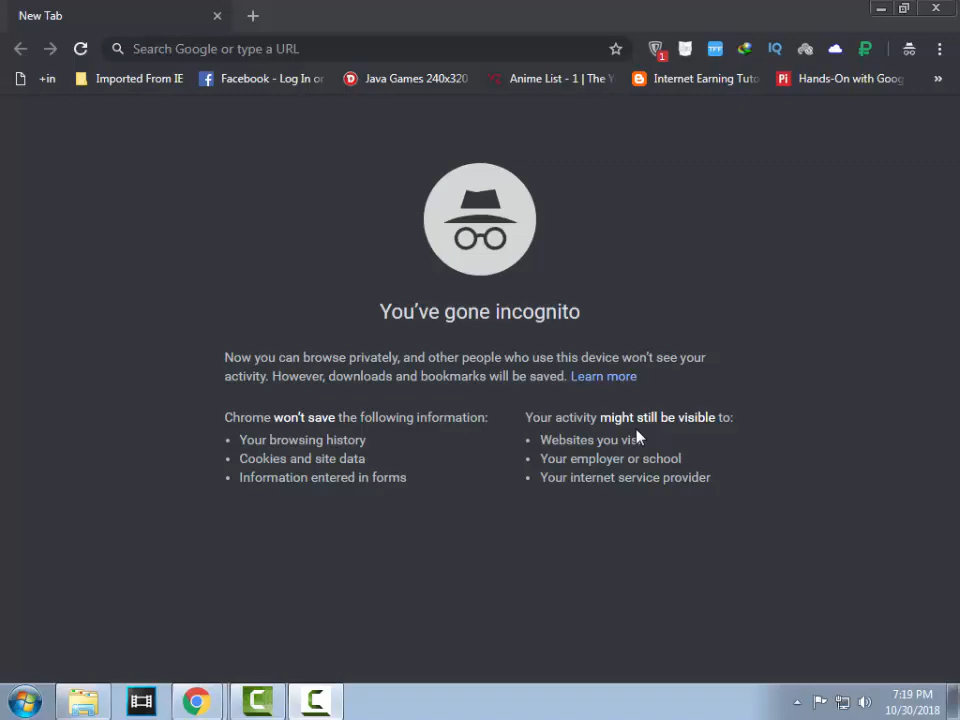 New Tab
Search Google or type a URL
1
TFT
IQ
+in
Imported From IE
Facebook - Log In or
Java Games 240x320
Anime List - 1 | The
Internet Earning Tuto
Pi
Hands-On with Goog
»
You've gone incognito
Now you can browse privately, and other people who use this device won't see your
activity. However, downloads and bookmarks will be saved. Learn more
Chrome won't save the following information:
• Your browsing history
• Cookies and site data
• Information entered in forms
Your activity might still be visible to:
• Websites you vis
• Your employer or school
• Your internet service provider
7:19 PM
10/30/2018